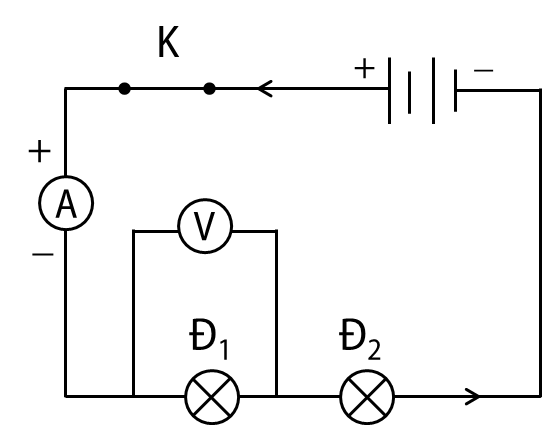 K
+ −
+
A
−
V
Đ1 Đ2